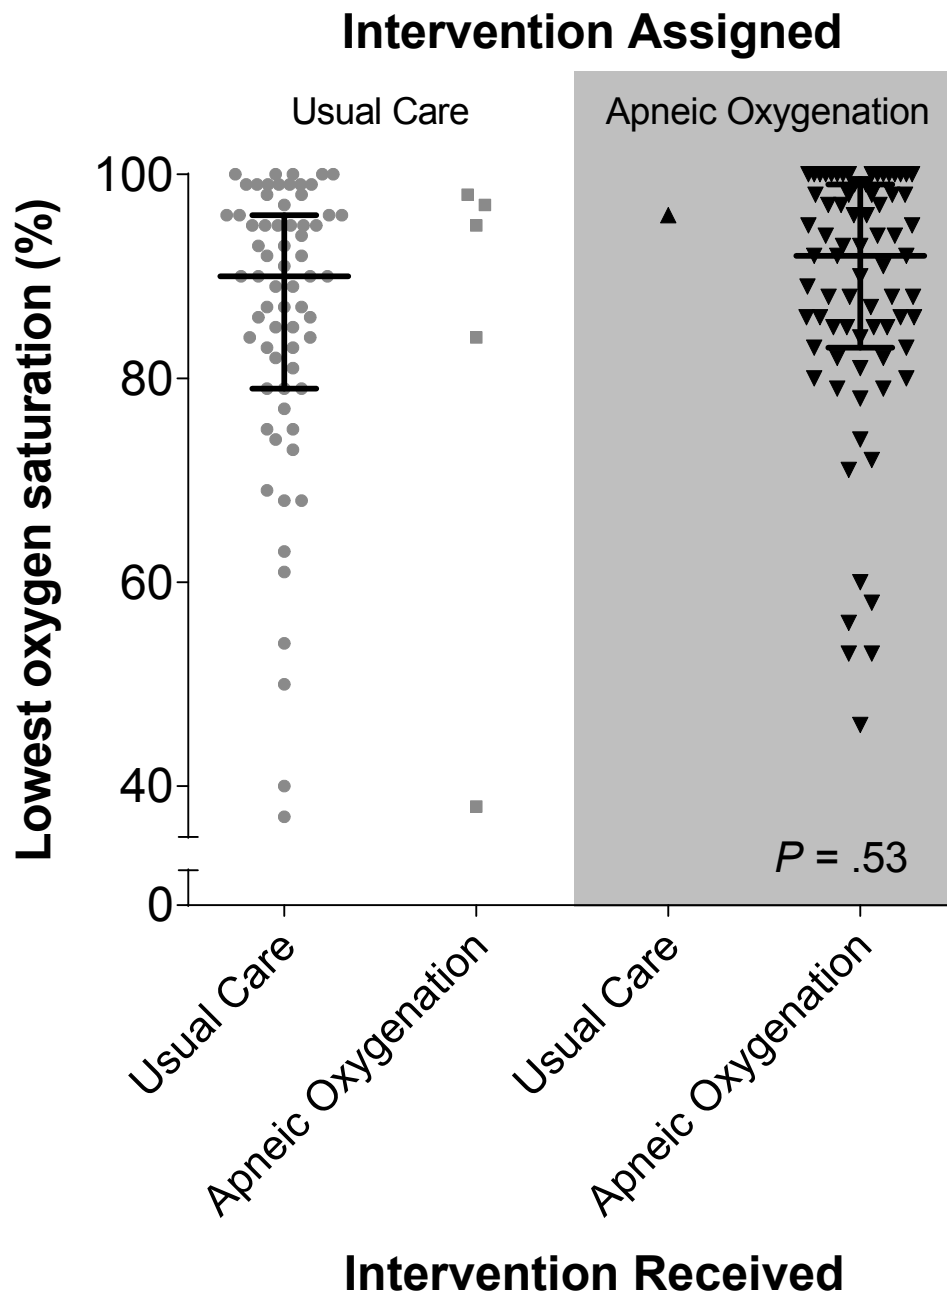 Intervention Assigned
Usual Care
Apneic Oxygenation
Lowest oxygen saturation (%)
100
80
60
40
0
P = .53
Usual Care
Apneic Oxygenation
Usual Care
Apneic Oxygenation
Intervention Received